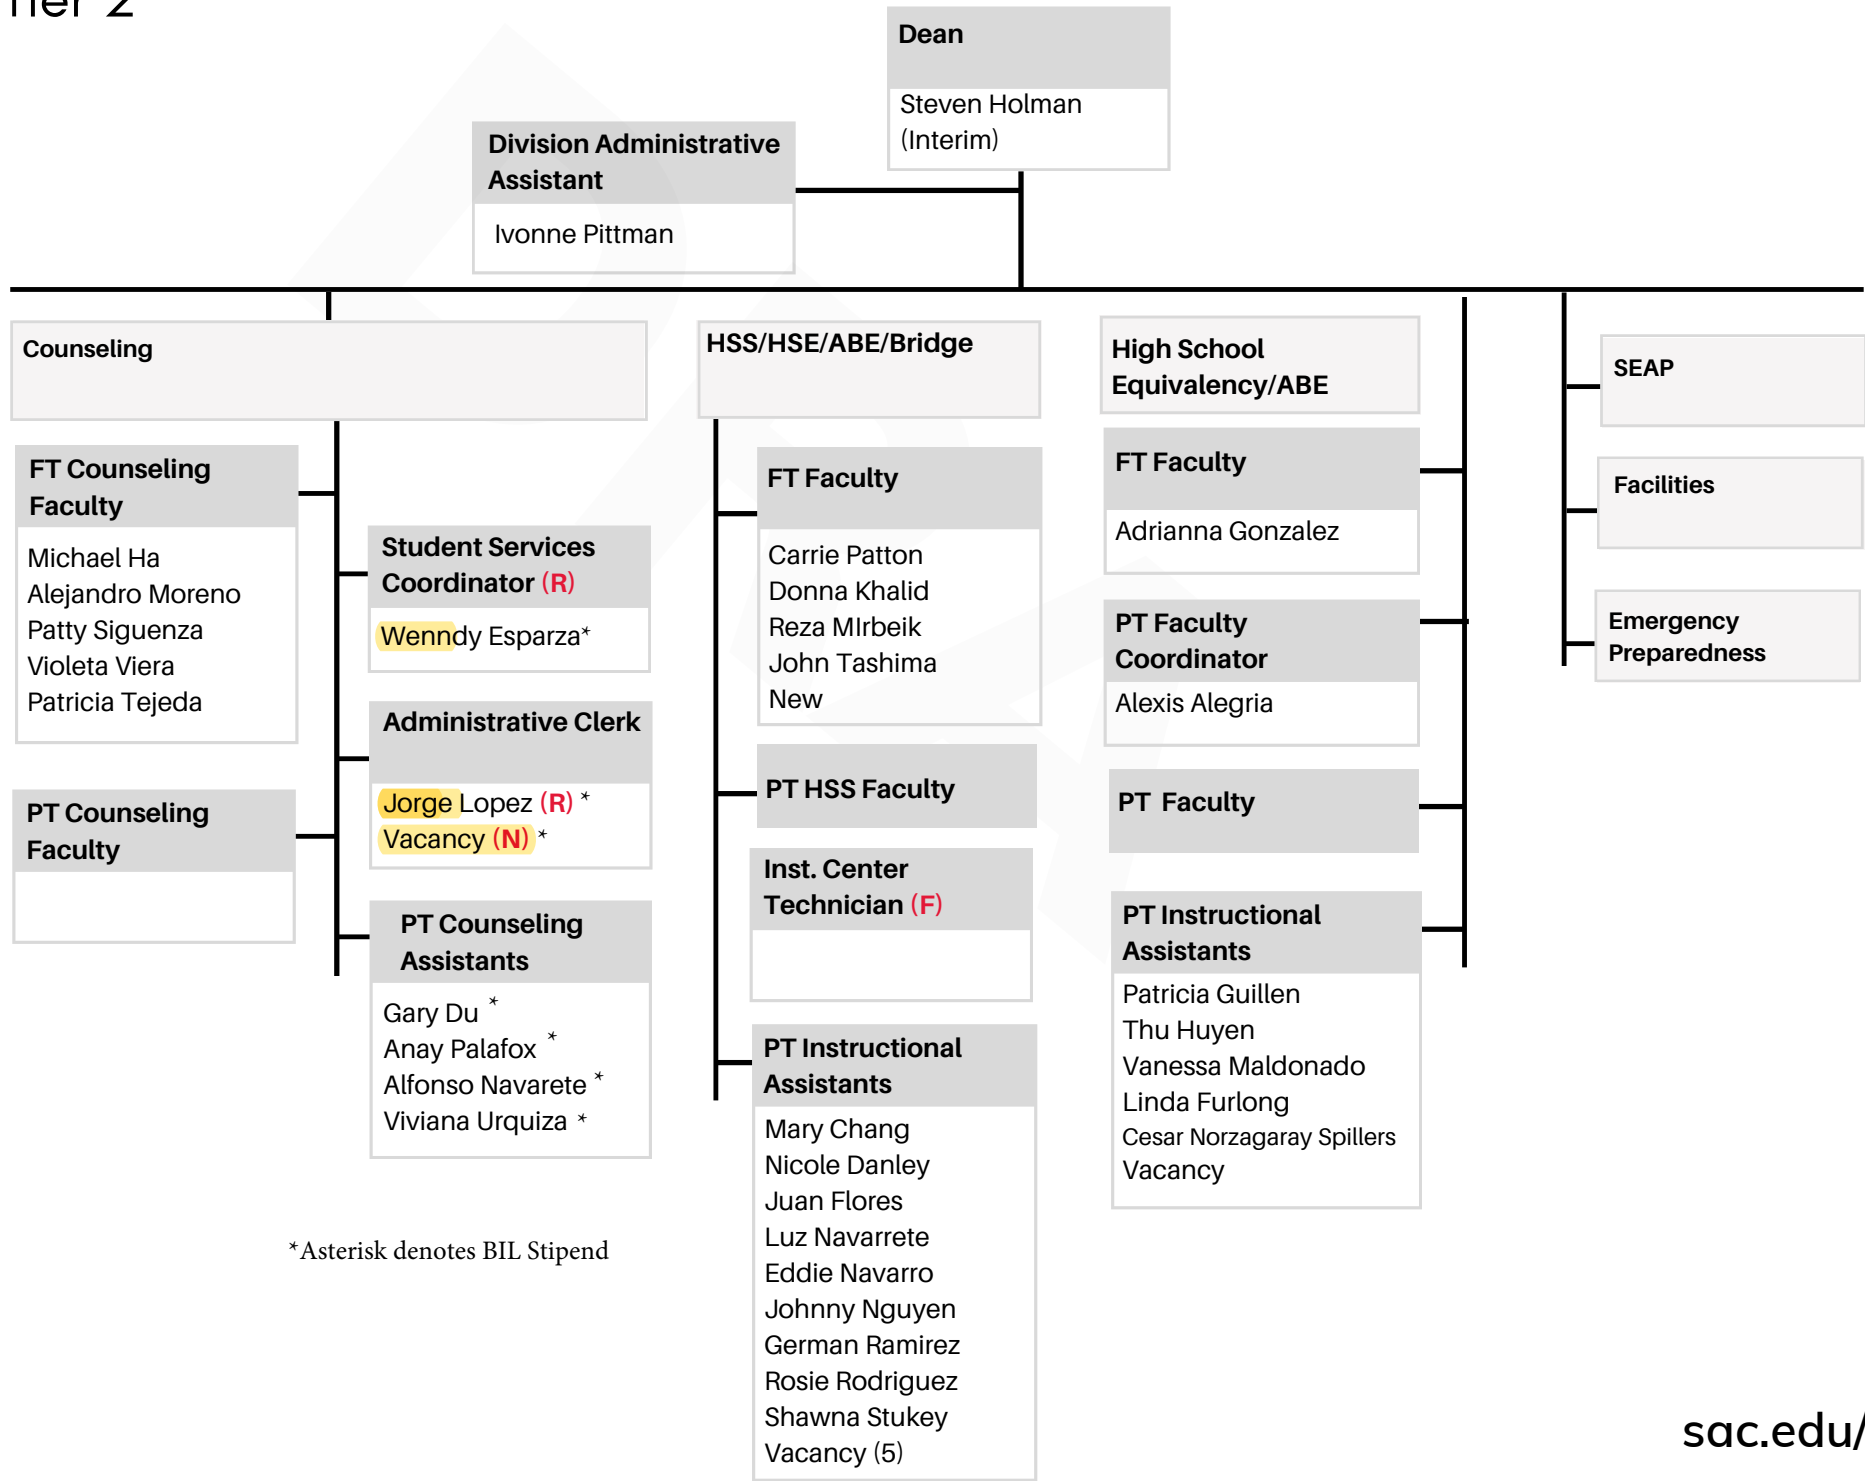 Tier 2
Dean
Steven Holman
(Interim)
Division Administrative
Assistant
Ivonne Pittman
Counseling
FT Counseling
Faculty
Michael Ha
Alejandro Moreno
Patty Siguenza
Violeta Viera
Patricia Tejeda
PT Counseling
Faculty
Student Services
Coordinator (R)
Wenndy Esparza*
Administrative Clerk
Jorge Lopez (R) *
Vacancy (N) *
PT Counseling
Assistants
Gary Du *
Anay Palafox *
Alfonso Navarete *
Viviana Urquiza *
*Asterisk denotes BIL Stipend
HSS/HSE/ABE/Bridge
FT Faculty
Carrie Patton
Donna Khalid
Reza MIrbeik
John Tashima
New
PT HSS Faculty
Inst. Center
Technician (F)
PT Instructional
Assistants
Mary Chang
Nicole Danley
Juan Flores
Luz Navarrete
Eddie Navarro
Johnny Nguyen
German Ramirez
Rosie Rodriguez
Shawna Stukey
Vacancy (5)
High School
Equivalency/ABE
FT Faculty
Adrianna Gonzalez
PT Faculty
Coordinator
Alexis Alegria
PT Faculty
PT Instructional
Assistants
Patricia Guillen
Thu Huyen
Vanessa Maldonado
Linda Furlong
Cesar Norzagaray Spillers
Vacancy
SEAP
Facilities
Emergency
Preparedness
sac.edu/